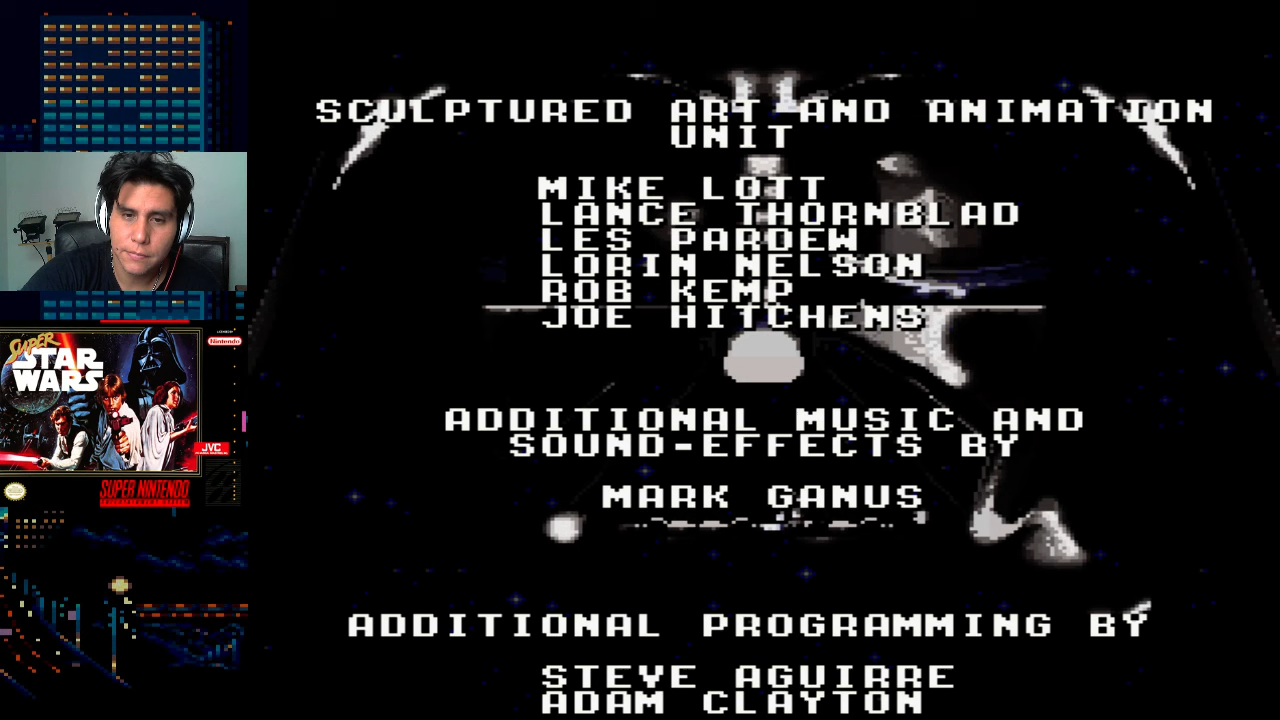 SCULPTURED ART AND ANIMATION
UNIT
MIKE LOTT
LANCE THORNBLAD
LES PARDEW
LORIN NELSON
ROB KEMP
JOE HITCHENS
ADDITIONAL MUSIC AND
SOUND-EFFECTS BY
MARK GANUS
ADDITIONAL PROGRAMMING BY
STEVE AGUIRRE
ADAM CLAYTON
SUPER
STAR
WARS
Nintendo
JVC
SUPER NINTENDO